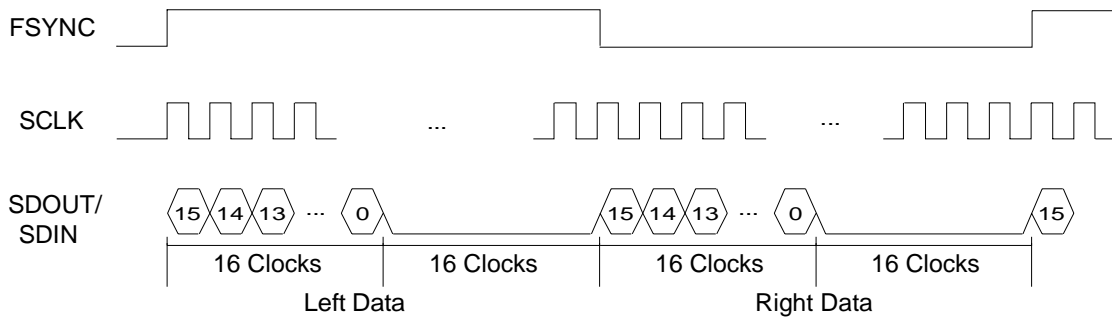 FSYNC
SCLK
... ...
SDOUT/
SDIN
15 14 13 ... 0 15 14 13 ... 0 15
16 Clocks 16 Clocks 16 Clocks 16 Clocks
Left Data Right Data